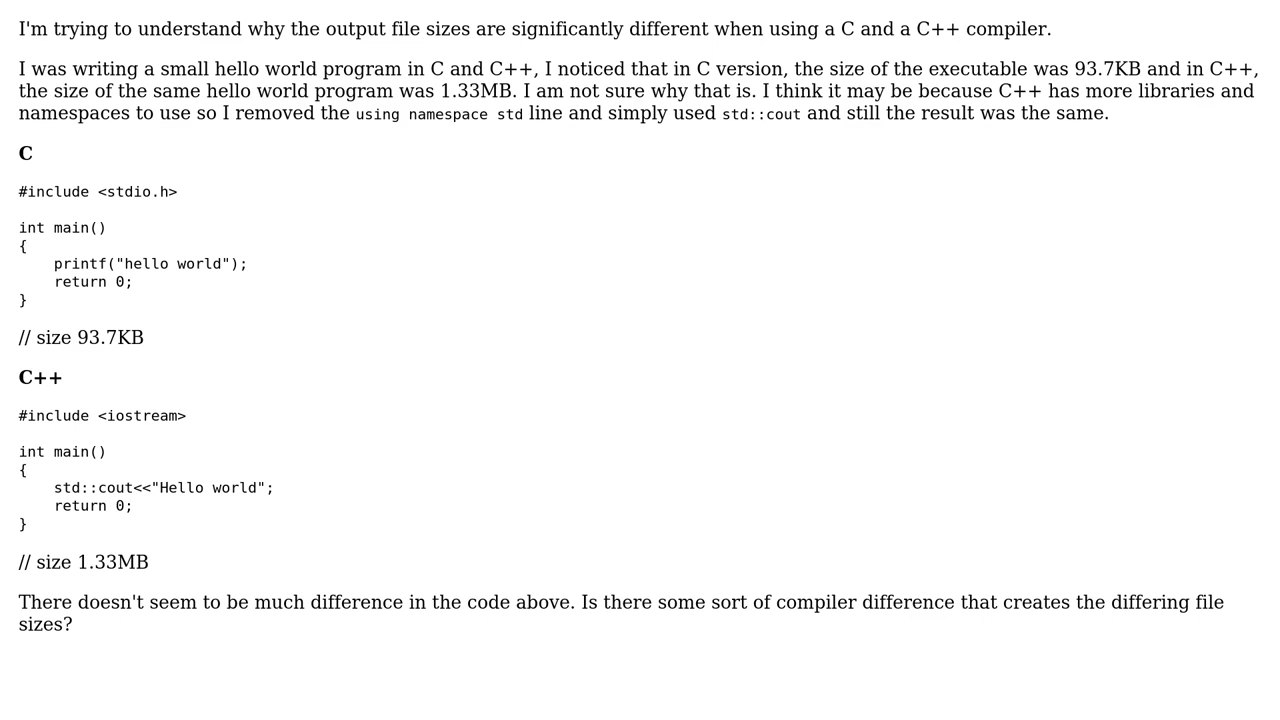 I'm trying to understand why the output file sizes are significantly different when using a C and a C++ compiler.
I was writing a small hello world program in C and C++, I noticed that in C version, the size of the executable was 93.7KB and in C++,
the size of the same hello world program was 1.33MB. I am not sure why that is. I think it may be because C++ has more libraries and
namespaces to use so I removed the using namespace std line and simply used std::cout and still the result was the same.
C
#include <stdio.h>
int main()
{
    printf("hello world");
    return 0;
}
// size 93.7KB
C++
#include <iostream>
int main()
{
    std::cout<<"Hello world";
    return 0;
}
// size 1.33MB
There doesn't seem to be much difference in the code above. Is there some sort of compiler difference that creates the differing file
sizes?